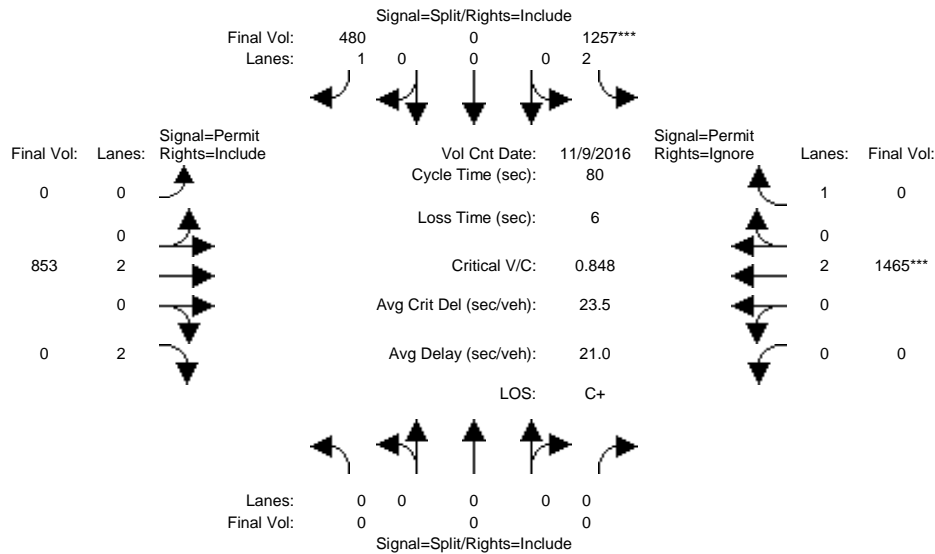 Signal=Split/Rights=Include
Final Vol: 480 0 1257***
Lanes: 1 0 0 0 2
Signal=Permit
Final Vol: Lanes: Rights=Include
Vol Cnt Date: 11/9/2016
Signal=Permit
Rights=Ignore Lanes: Final Vol:
Cycle Time (sec): 80
0 0
1 0
Loss Time (sec): 6
0
0
853 2
Critical V/C: 0.848
2 1465***
0
Avg Crit Del (sec/veh): 23.5
0
0 2
Avg Delay (sec/veh): 21.0
0 0
LOS: C+
Lanes: 0 0 0 0 0
Final Vol: 0 0 0
Signal=Split/Rights=Include